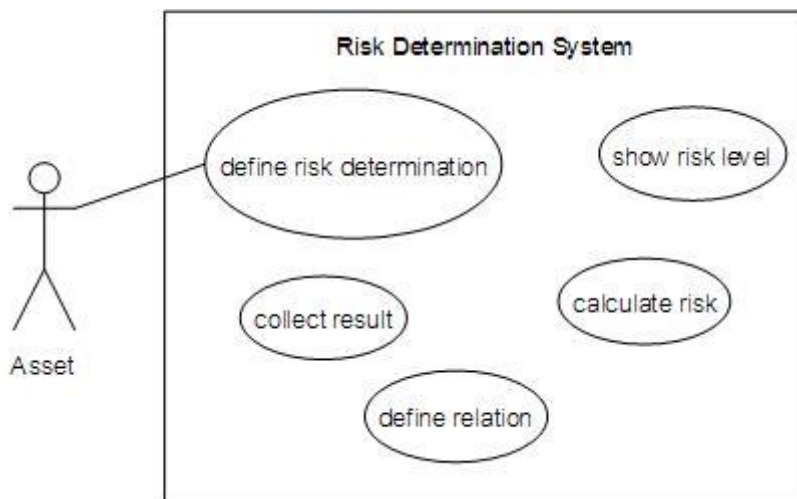 Risk Determination System
define risk determination
show risk level
collect result
calculate risk
Asset
define relation